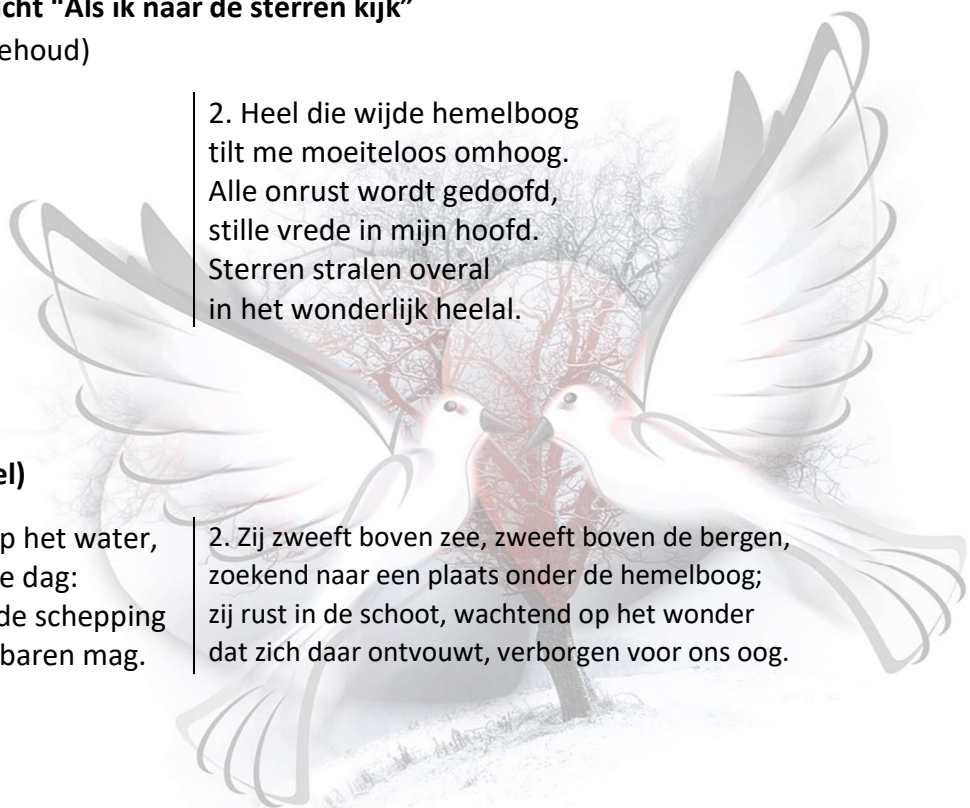 icht “Als ik naar de sterren kijk”
ehoud)
2. Heel die wijde hemelboog
tilt me moeiteloos omhoog.
Alle onrust wordt gedoofd,
stille vrede in mijn hoofd.
Sterren stralen overal
in het wonderlijk heelal.
el)
p het water,
e dag:
de schepping
baren mag.
2. Zij zweeft boven zee, zweeft boven de bergen,
zoekend naar een plaats onder de hemelboog;
zij rust in de schoot, wachtend op het wonder
dat zich daar ontvouwt, verborgen voor ons oog.